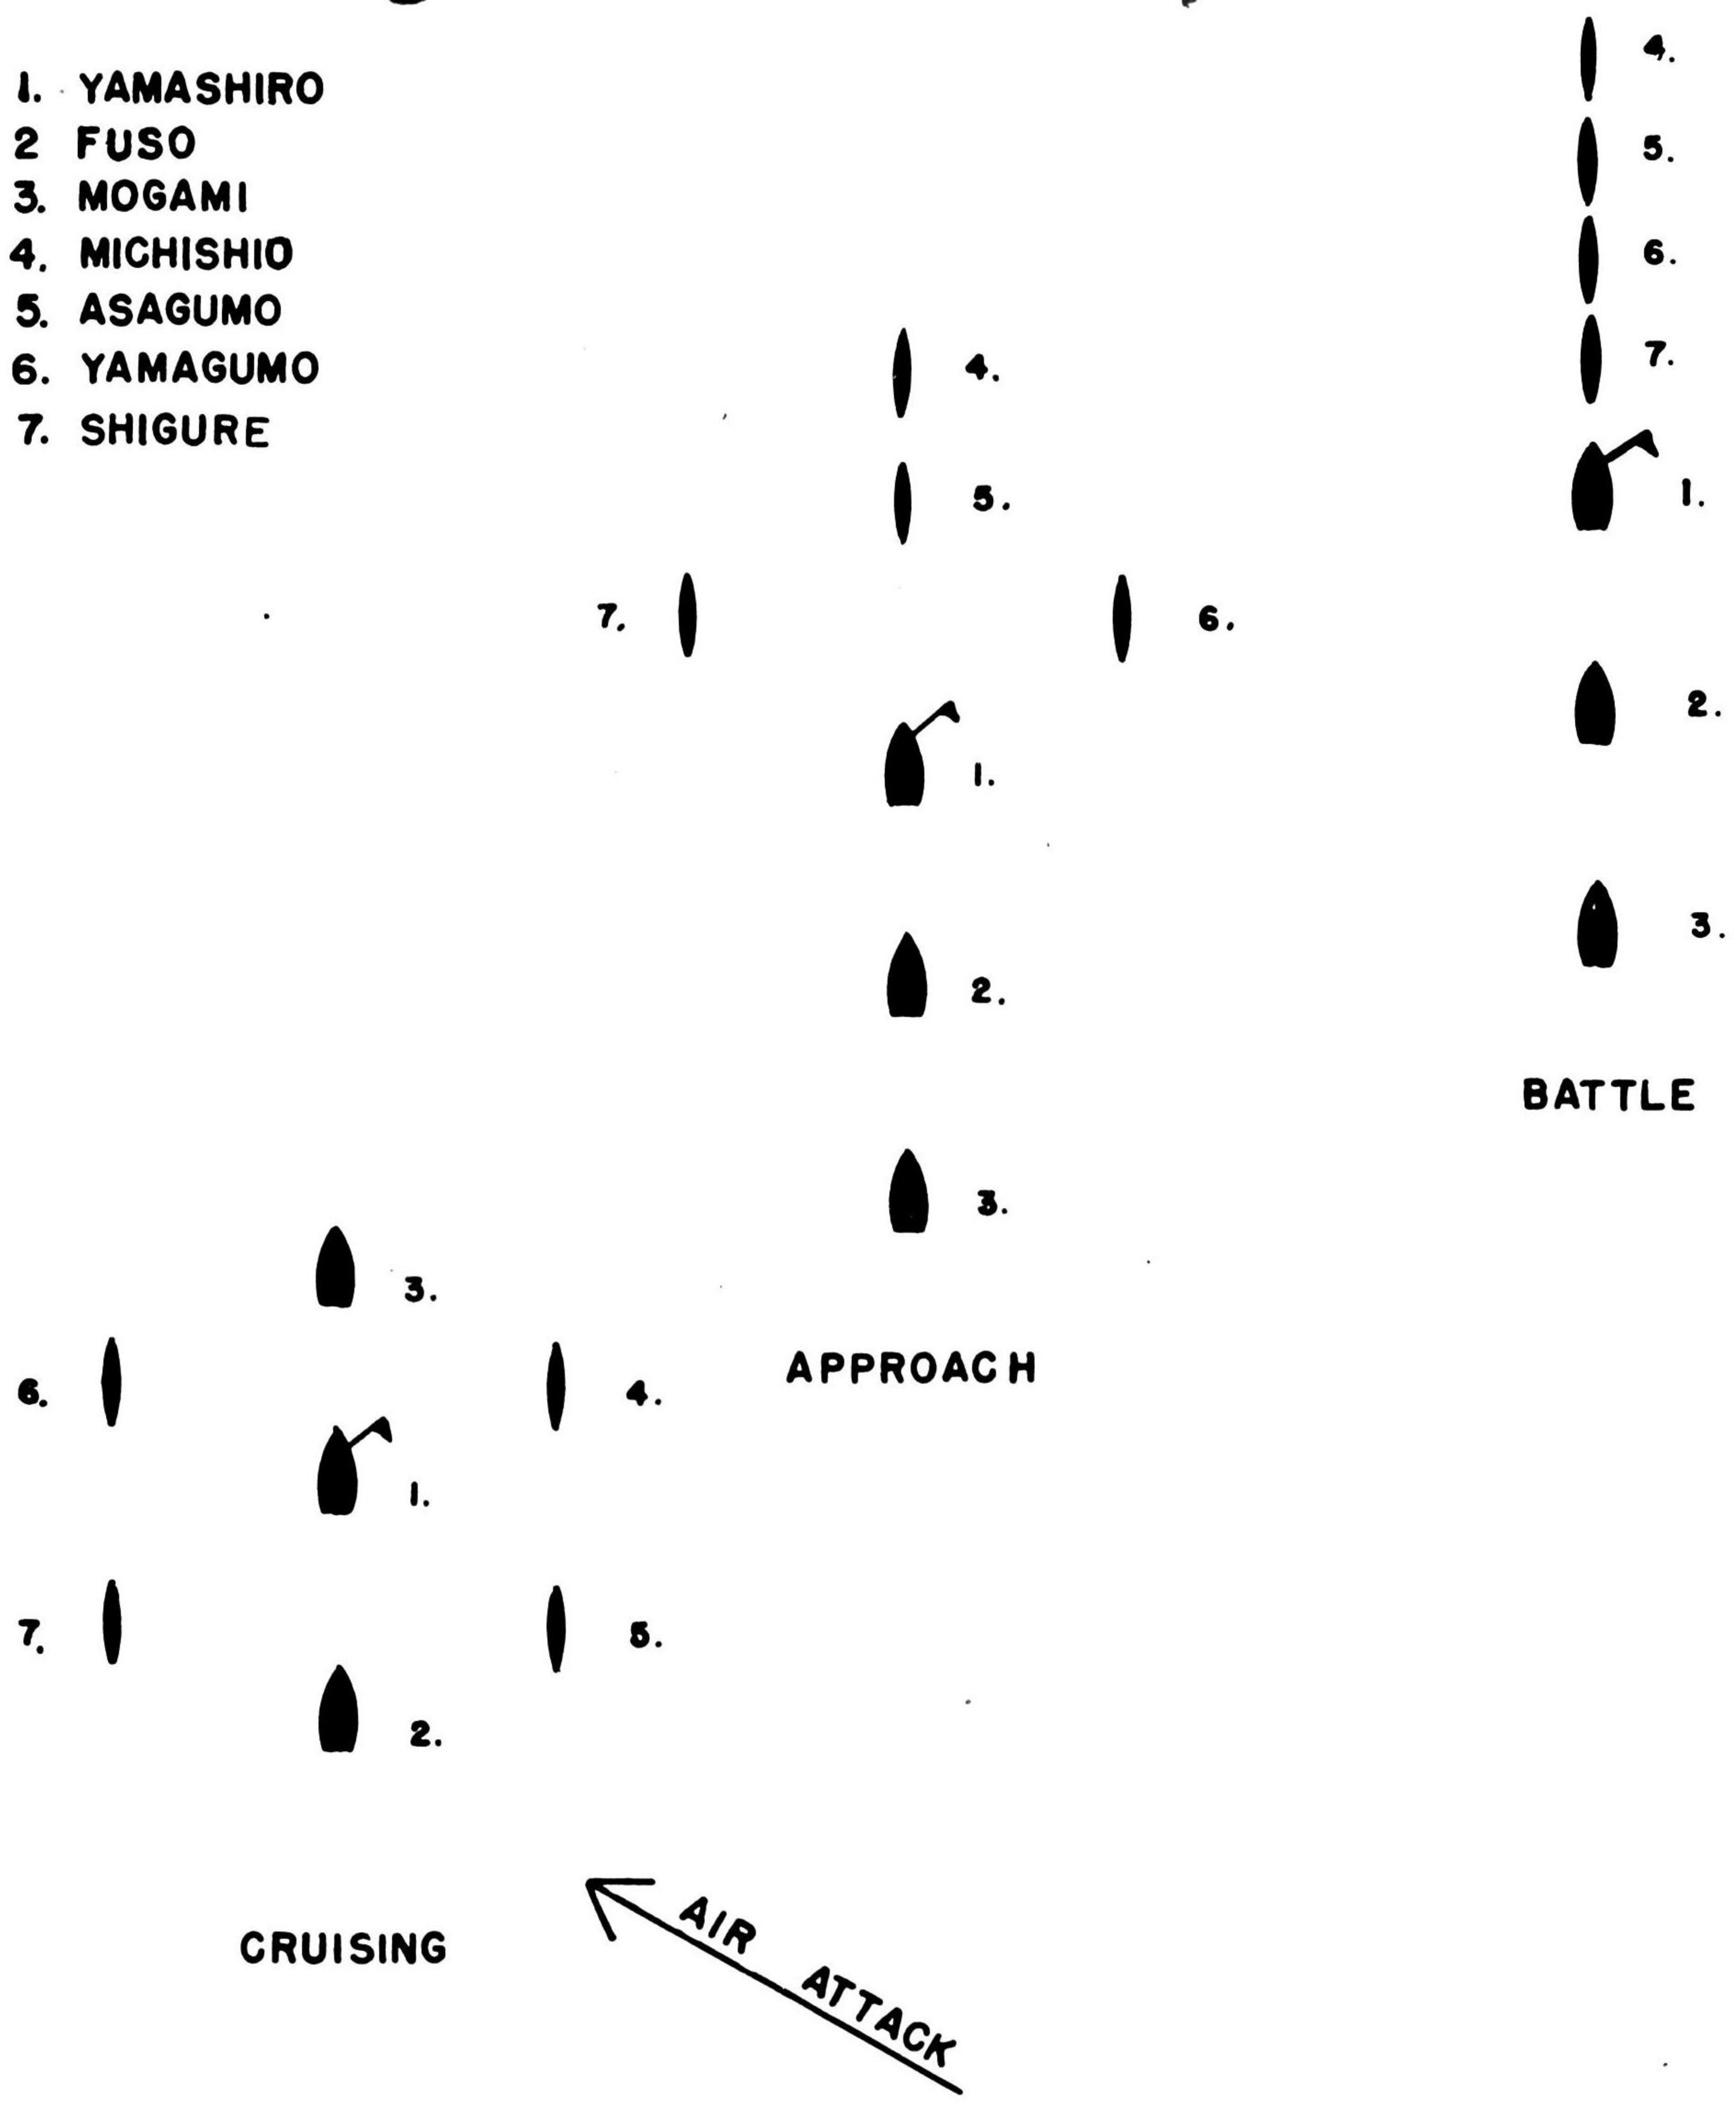 1. YAMASHIRO
2 FUSO
3. MOGAMI
4. MICHISHIO
5. ASAGUMO
6. YAMAGUMO
7. SHIGURE
4.
5.
7.
6.
1.
2.
3.
APPROACH
4.
5.
6.
7.
1.
2.
3.
BATTLE
3.
6.
4.
1.
7.
5.
2.
CRUISING
AIR ATTACK